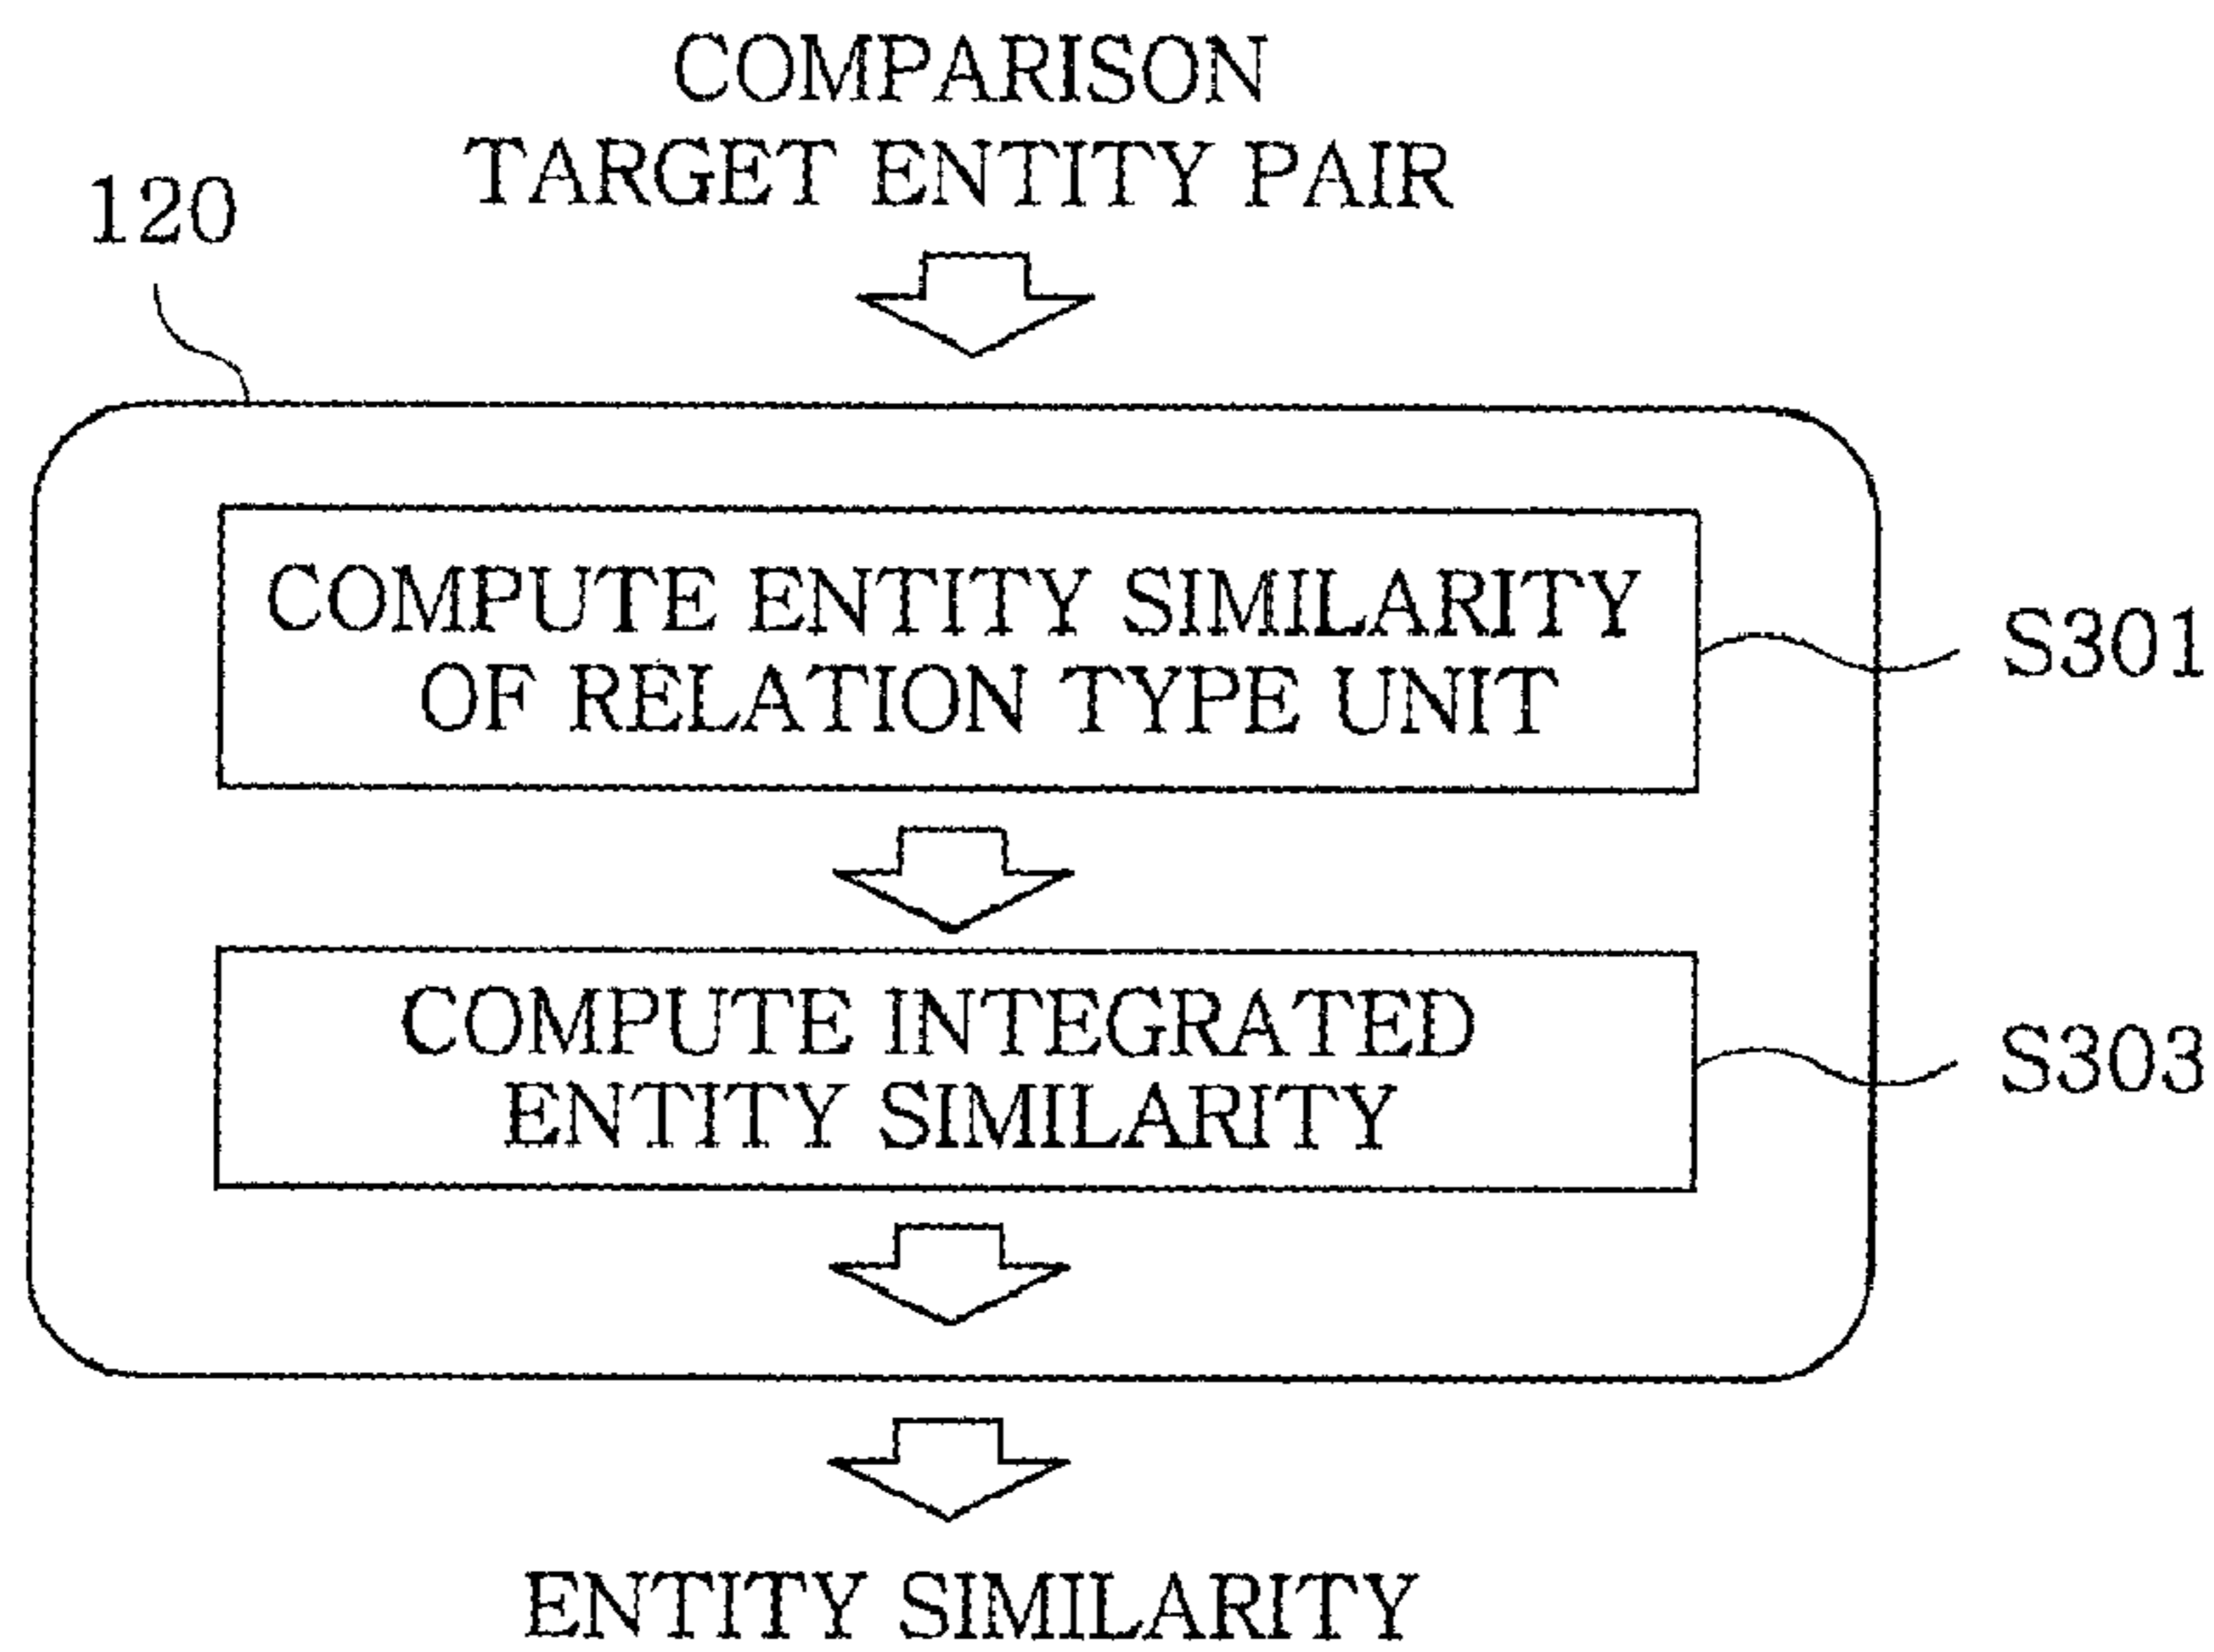 COMPARISON
TARGET ENTITY PAIR
120
COMPUTE ENTITY SIMILARITY
OF RELATION TYPE UNIT
S301
COMPUTE INTEGRATED
ENTITY SIMILARITY
S303
ENTITY SIMILARITY